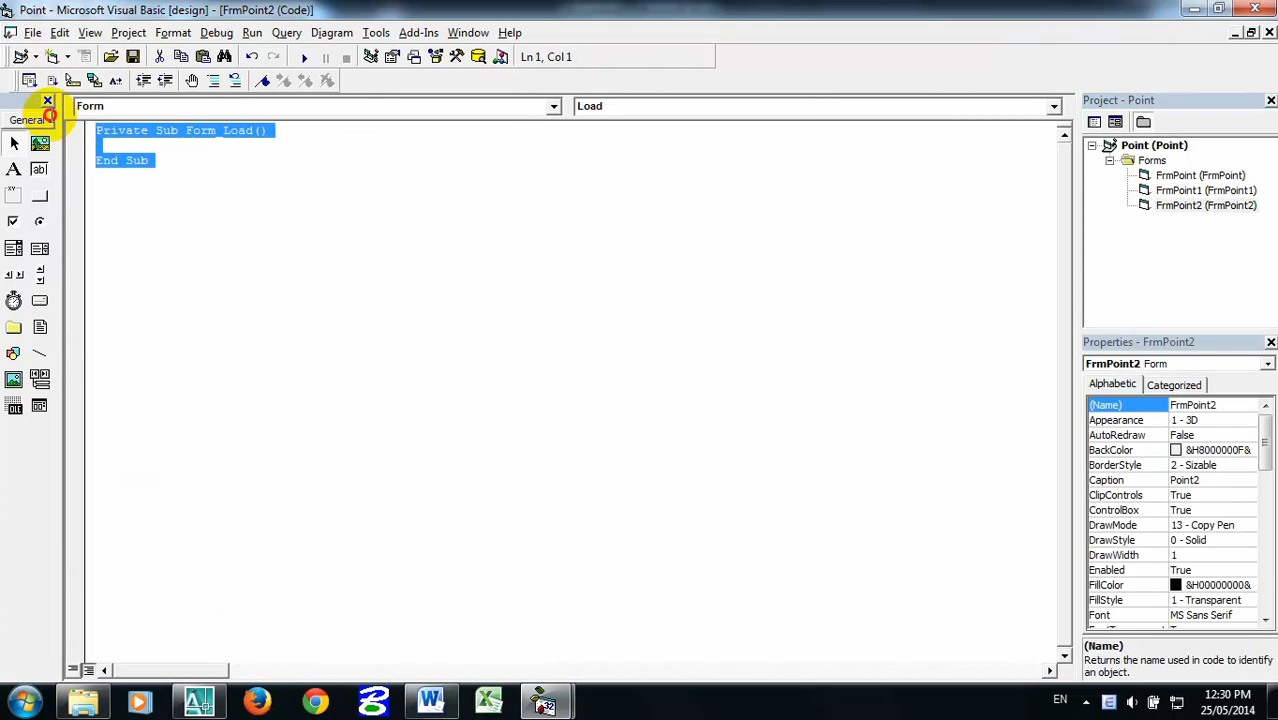 Point - Microsoft Visual Basic [design] - [FrmPoint2 (Code)]
File Edit View Project Format Debug Run Query Diagram Tools Add-Ins Window Help
Ln 1, Col 1
General
Form
Load
Private Sub Form_Load()
End Sub
Project - Point
Point (Point)
Forms
FrmPoint (FrmPoint)
FrmPoint1 (FrmPoint1)
FrmPoint2 (FrmPoint2)
Properties - FrmPoint2
FrmPoint2 Form
Alphabetic Categorized
(Name) FrmPoint2
Appearance 1 - 3D
AutoRedraw False
BackColor &H8000000F&
BorderStyle 2 - Sizable
Caption Point2
ClipControls True
ControlBox True
DrawMode 13 - Copy Pen
DrawStyle 0 - Solid
DrawWidth 1
Enabled True
FillColor &H00000000&
FillStyle 1 - Transparent
Font MS Sans Serif
(Name)
Returns the name used in code to identify
an object.
EN
12:30 PM
25/05/2014